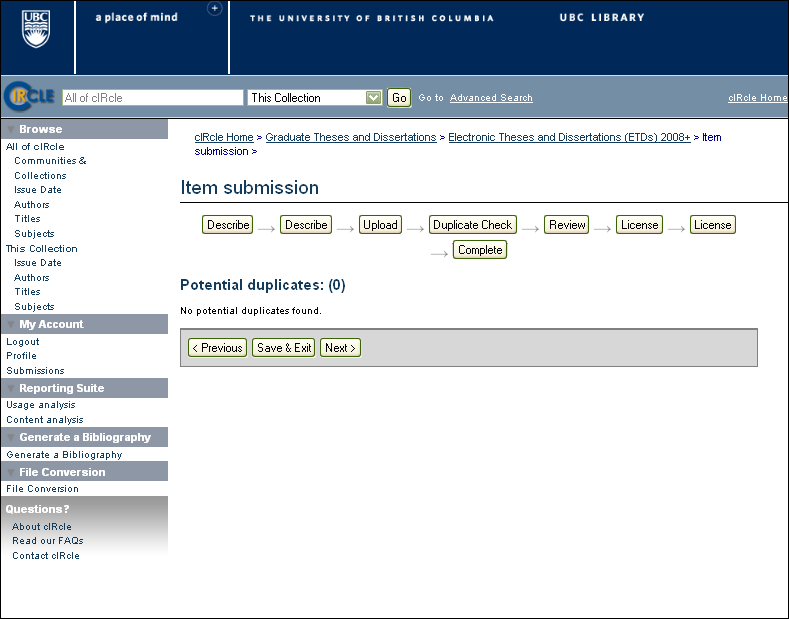 UBC
a place of mind
THE UNIVERSITY OF BRITISH COLUMBIA
UBC LIBRARY
cIRcLE All of cIRcle This Collection Go Go to Advanced Search cIRcle Home
Browse
All of cIRcle
Communities &
Collections
Issue Date
Authors
Titles
Subjects
This Collection
Issue Date
Authors
Titles
Subjects
My Account
Logout
Profile
Submissions
Reporting Suite
Usage analysis
Content analysis
Generate a Bibliography
Generate a Bibliography
File Conversion
File Conversion
Questions?
About cIRcle
Read our FAQs
Contact cIRcle
cIRcle Home > Graduate Theses and Dissertations > Electronic Theses and Dissertations (ETDs) 2008+ > Item
submission >
Item submission
Describe → Describe → Upload → Duplicate Check → Review → License → License
→ Complete
Potential duplicates: (0)
No potential duplicates found.
< Previous Save & Exit Next >